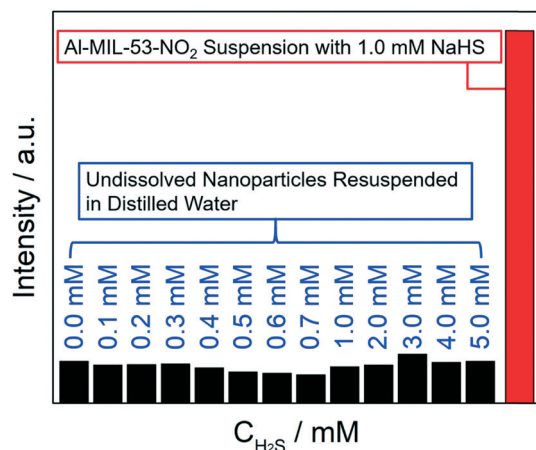 Al-MIL-53-NO₂ Suspension with 1.0 mM NaHS
Undissolved Nanoparticles Resuspended
in Distilled Water
0.0 mM
0.1 mM
0.2 mM
0.3 mM
0.4 mM
0.5 mM
0.6 mM
0.7 mM
1.0 mM
2.0 mM
3.0 mM
4.0 mM
5.0 mM
Intensity / a.u.
C_H₂S / mM